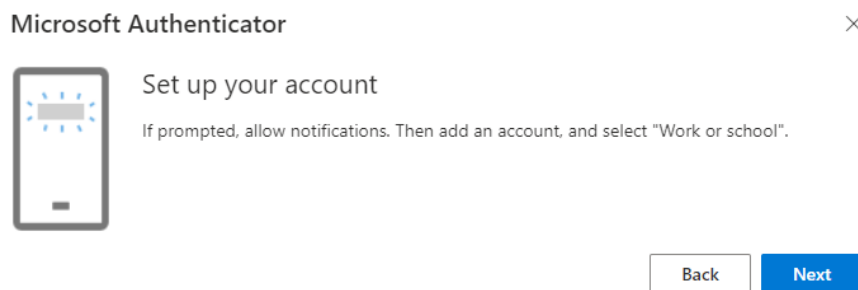 Microsoft Authenticator
Set up your account
If prompted, allow notifications. Then add an account, and select "Work or school".
Back
Next